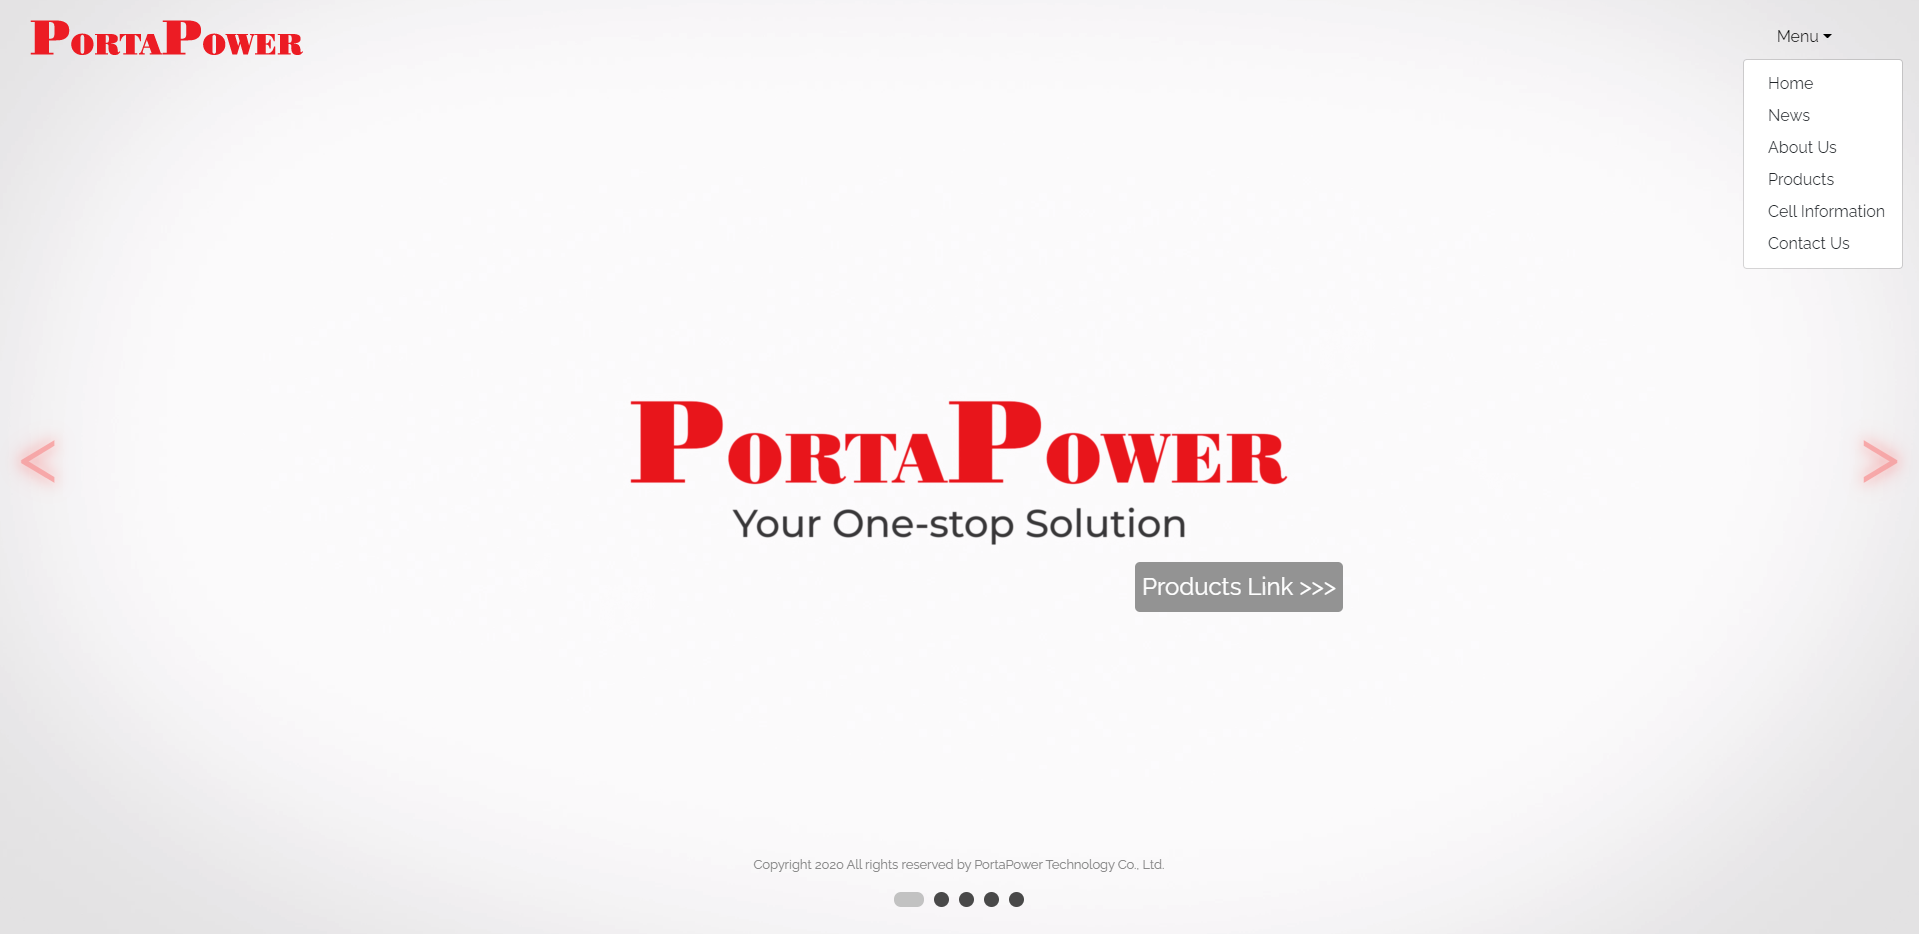 PORTAPOWER
Menu
Home
News
About Us
Products
Cell Information
Contact Us
<
>
PORTAPOWER
Your One-stop Solution
Products Link >>>
Copyright 2020 All rights reserved by PortaPower Technology Co., Ltd.